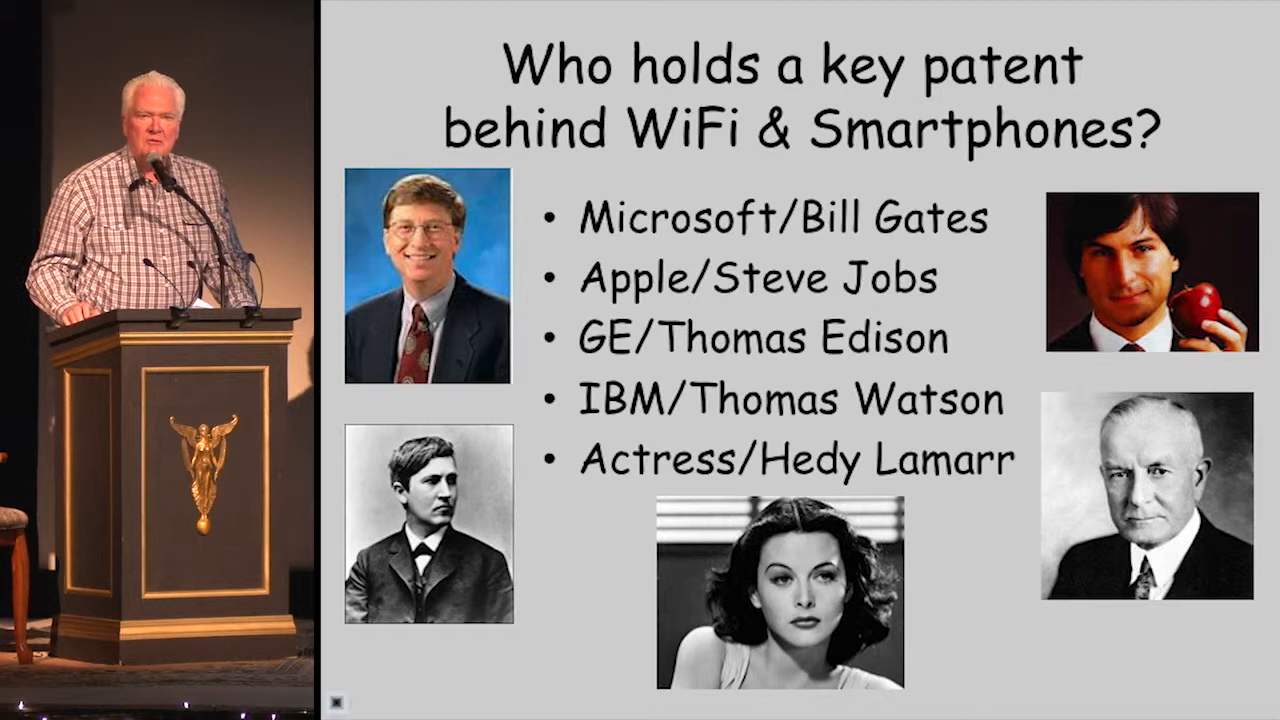 Who holds a key patent
behind WiFi & Smartphones?
• Microsoft/Bill Gates
• Apple/Steve Jobs
• GE/Thomas Edison
• IBM/Thomas Watson
• Actress/Hedy Lamarr